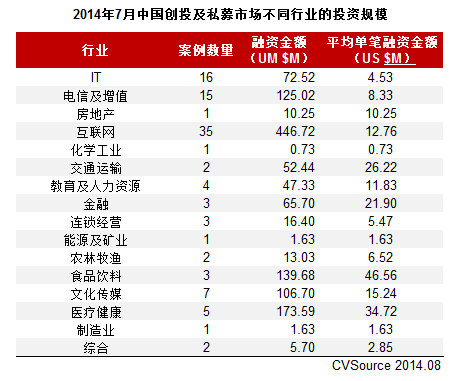 2014年7月中国创投及私募市场不同行业的投资规模
行业 案例数量 融资金额 平均单笔融资金额
（UM $M） （US $M）
IT 16 72.52 4.53
电信及增值 15 125.02 8.33
房地产 1 10.25 10.25
互联网 35 446.72 12.76
化学工业 1 0.73 0.73
交通运输 2 52.44 26.22
教育及人力资源 4 47.33 11.83
金融 3 65.70 21.90
连锁经营 3 16.40 5.47
能源及矿业 1 1.63 1.63
农林牧渔 2 13.03 6.52
食品饮料 3 139.68 46.56
文化传媒 7 106.70 15.24
医疗健康 5 173.59 34.72
制造业 1 1.63 1.63
综合 2 5.70 2.85
CVSource 2014.08